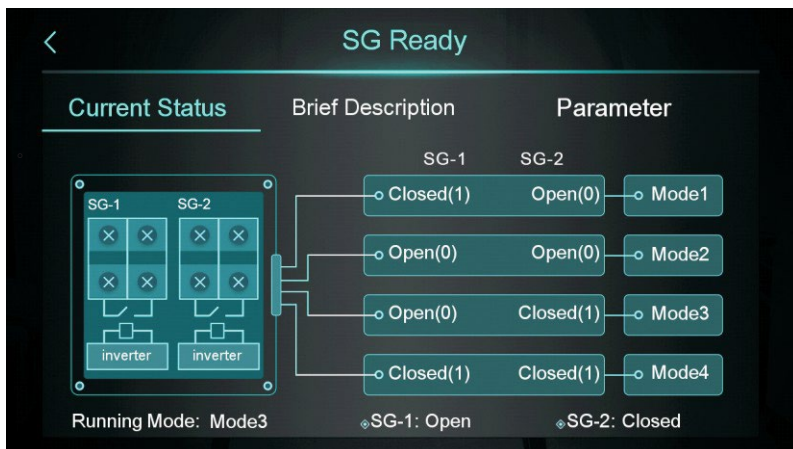 SG Ready
Current Status Brief Description Parameter
SG-1 SG-2
SG-1 SG-2
Closed(1) Open(0) Mode1
Open(0) Open(0) Mode2
Open(0) Closed(1) Mode3
inverter inverter
Closed(1) Closed(1) Mode4
Running Mode: Mode3 SG-1: Open SG-2: Closed